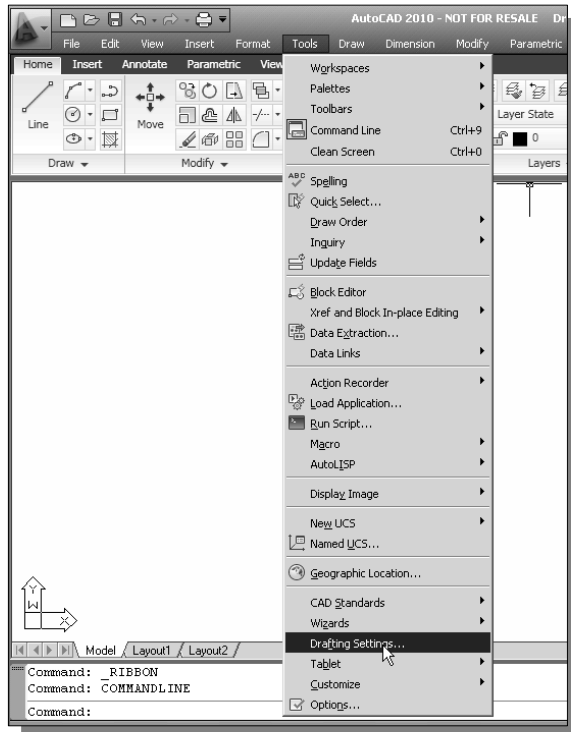 AutoCAD 2010 - NOT FOR RESALE Dr
File Edit View Insert Format Tools Draw Dimension Modify Parametric
Home Insert Annotate Parametric View
Line
Move
Draw
Modify
Layer State
0
Layers
Workspaces
Palettes
Toolbars
Command Line Ctrl+9
Clean Screen Ctrl+0
ABC Spelling
Quick Select...
Draw Order
Inquiry
Update Fields
Block Editor
Xref and Block In-place Editing
Data Extraction...
Data Links
Action Recorder
Load Application...
Run Script...
Macro
AutoLISP
Display Image
New UCS
Named UCS...
Geographic Location...
CAD Standards
Wizards
Drafting Settings...
Tablet
Customize
Options...
Y
W
X
Model Layout1 Layout2
Command: _RIBBON
Command: COMMANDLINE
Command: